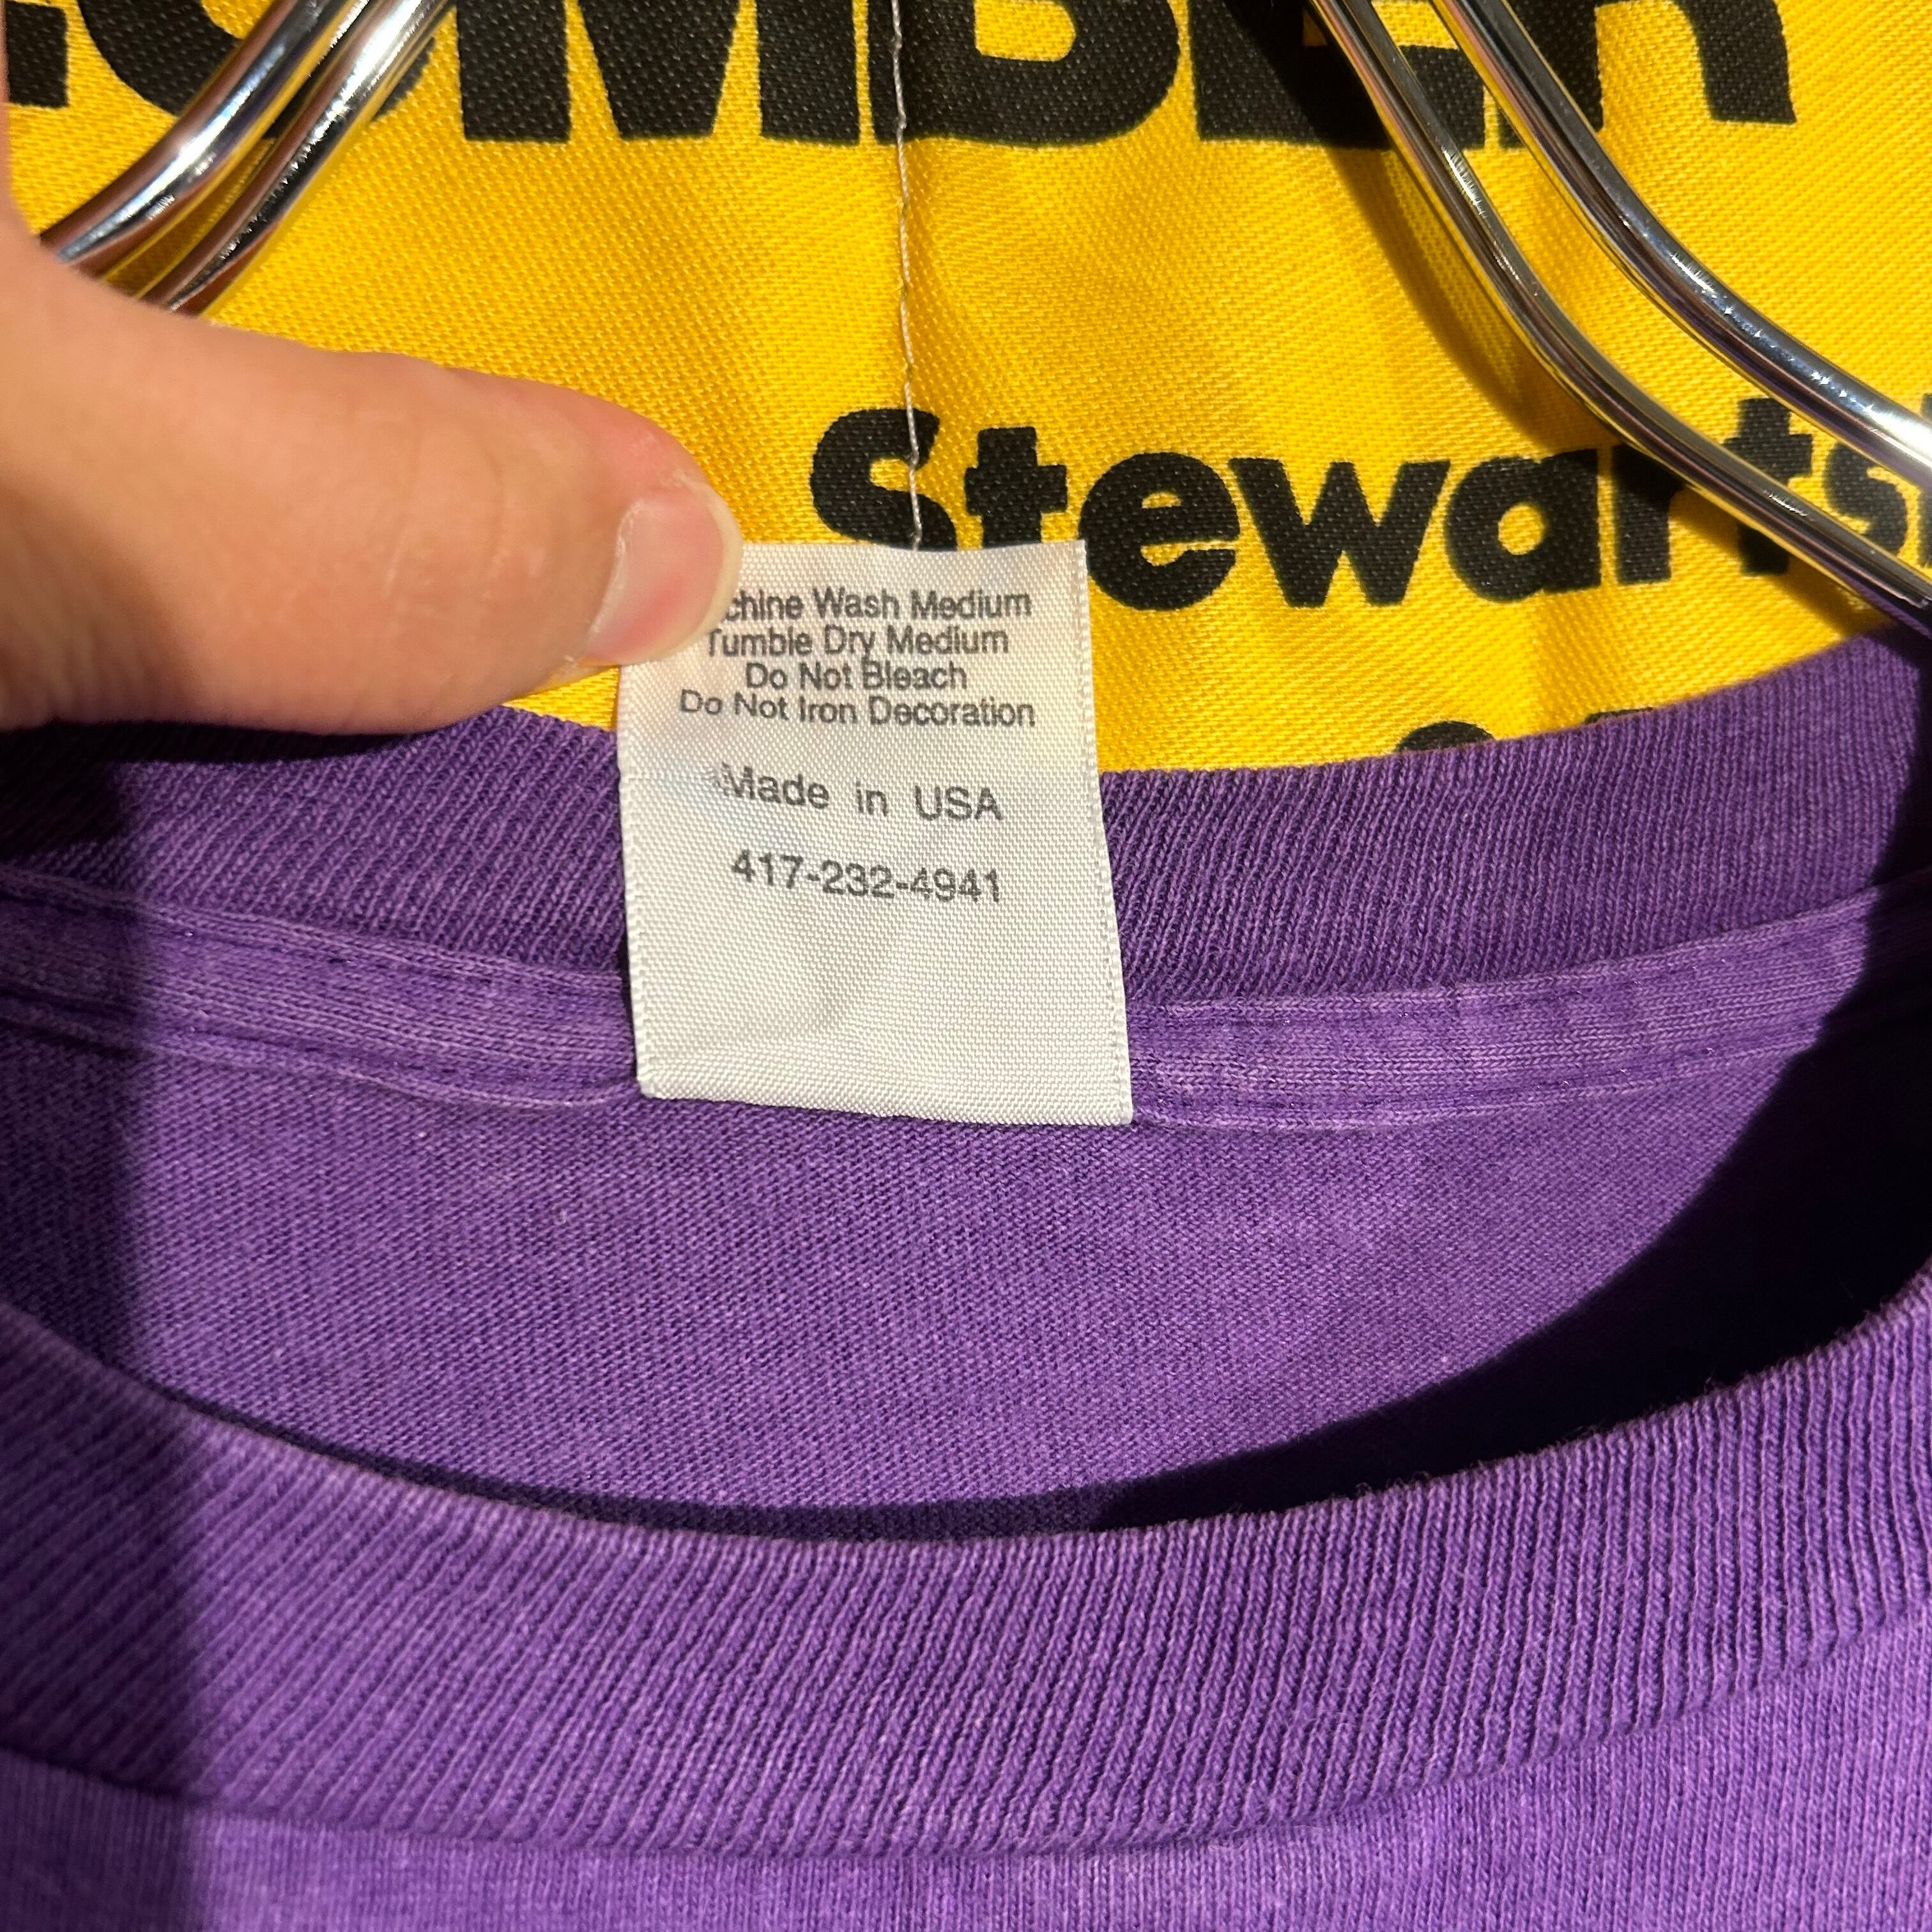 Stewarts
chine Wash Medium
Tumble Dry Medium
Do Not Bleach
Do Not Iron Decoration
Made in USA
417-232-4941